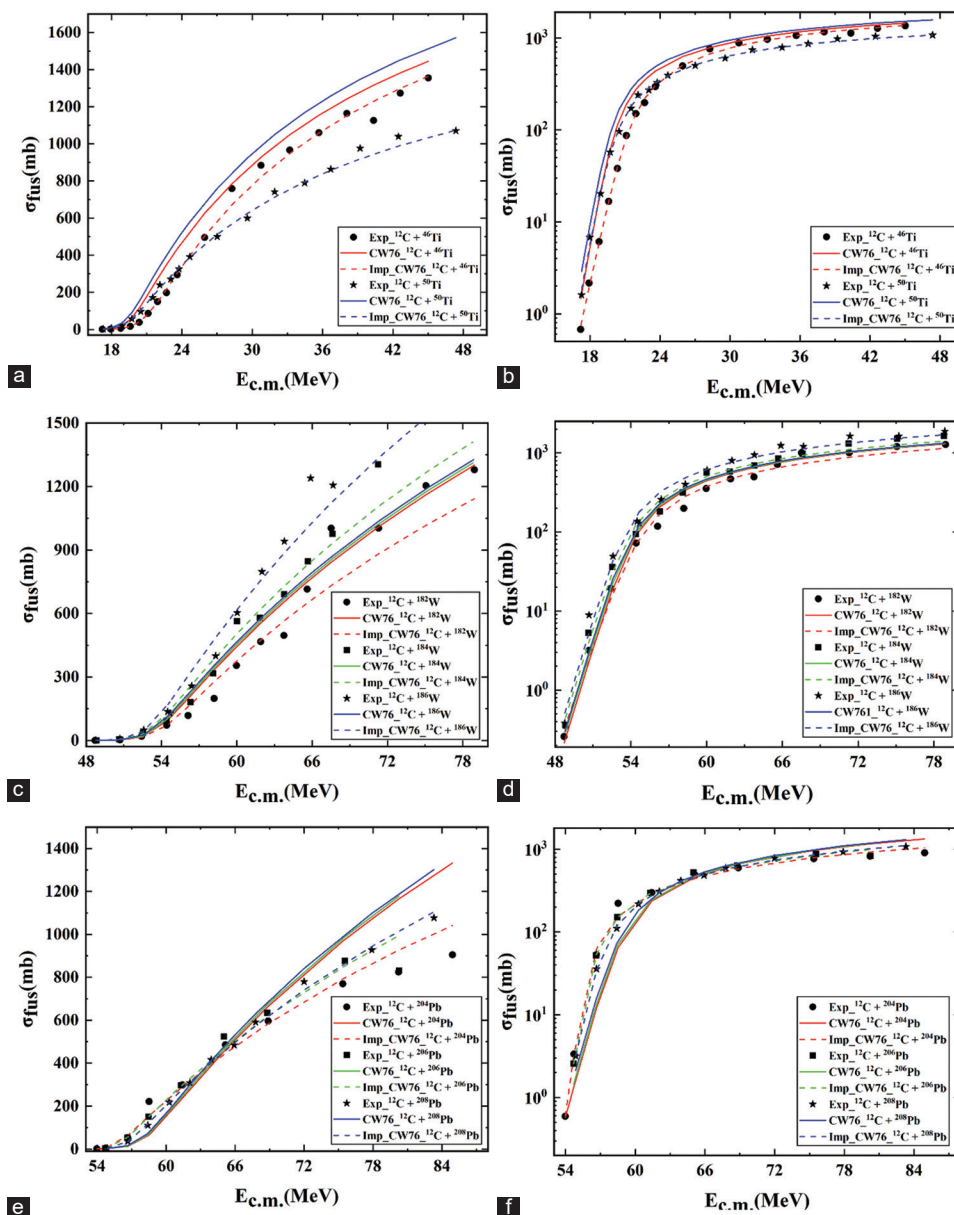 σfus(mb)
1600
1400
1200
1000
800
600
400
200
0
18 24 30 36 42 48
Ec.m.(MeV)
Exp_¹²C + ⁴⁶Ti
CW76_¹²C + ⁴⁶Ti
Imp_CW76_¹²C + ⁴⁶Ti
Exp_¹²C + ⁵⁰Ti
CW76_¹²C + ⁵⁰Ti
Imp_CW76_¹²C + ⁵⁰Ti
a
σfus(mb)
10³
10²
10¹
10⁰
18 24 30 36 42 48
Ec.m.(MeV)
Exp_¹²C + ⁴⁶Ti
CW76_¹²C + ⁴⁶Ti
Imp_CW76_¹²C + ⁴⁶Ti
Exp_¹²C + ⁵⁰Ti
CW76_¹²C + ⁵⁰Ti
Imp_CW76_¹²C + ⁵⁰Ti
b
σfus(mb)
1500
1200
900
600
300
0
48 54 60 66 72 78
Ec.m.(MeV)
Exp_¹²C + ¹⁸²W
CW76_¹²C + ¹⁸²W
Imp_CW76_¹²C + ¹⁸²W
Exp_¹²C + ¹⁸⁴W
CW76_¹²C + ¹⁸⁴W
Imp_CW76_¹²C + ¹⁸⁴W
Exp_¹²C + ¹⁸⁶W
CW76_¹²C + ¹⁸⁶W
Imp_CW76_¹²C + ¹⁸⁶W
c
σfus(mb)
10³
10²
10¹
10⁰
48 54 60 66 72 78
Ec.m.(MeV)
Exp_¹²C + ¹⁸²W
CW76_¹²C + ¹⁸²W
Imp_CW76_¹²C + ¹⁸²W
Exp_¹²C + ¹⁸⁴W
CW76_¹²C + ¹⁸⁴W
Imp_CW76_¹²C + ¹⁸⁴W
Exp_¹²C + ¹⁸⁶W
CW761_¹²C + ¹⁸⁶W
Imp_CW76_¹²C + ¹⁸⁶W
d
σfus(mb)
1400
1200
1000
800
600
400
200
0
54 60 66 72 78 84
Ec.m.(MeV)
Exp_¹²C + ²⁰⁴Pb
CW76_¹²C + ²⁰⁴Pb
Imp_CW76_¹²C + ²⁰⁴Pb
Exp_¹²C + ²⁰⁶Pb
CW76_¹²C + ²⁰⁶Pb
Imp_CW76_¹²C + ²⁰⁶Pb
Exp_¹²C + ²⁰⁸Pb
CW76_¹²C + ²⁰⁸Pb
Imp_CW76_¹²C + ²⁰⁸Pb
e
σfus(mb)
10³
10²
10¹
10⁰
54 60 66 72 78 84
Ec.m.(MeV)
Exp_¹²C + ²⁰⁴Pb
CW76_¹²C + ²⁰⁴Pb
Imp_CW76_¹²C + ²⁰⁴Pb
Exp_¹²C + ²⁰⁶Pb
CW76_¹²C + ²⁰⁶Pb
Imp_CW76_¹²C + ²⁰⁶Pb
Exp_¹²C + ²⁰⁸Pb
CW76_¹²C + ²⁰⁸Pb
Imp_CW76_¹²C + ²⁰⁸Pb
f